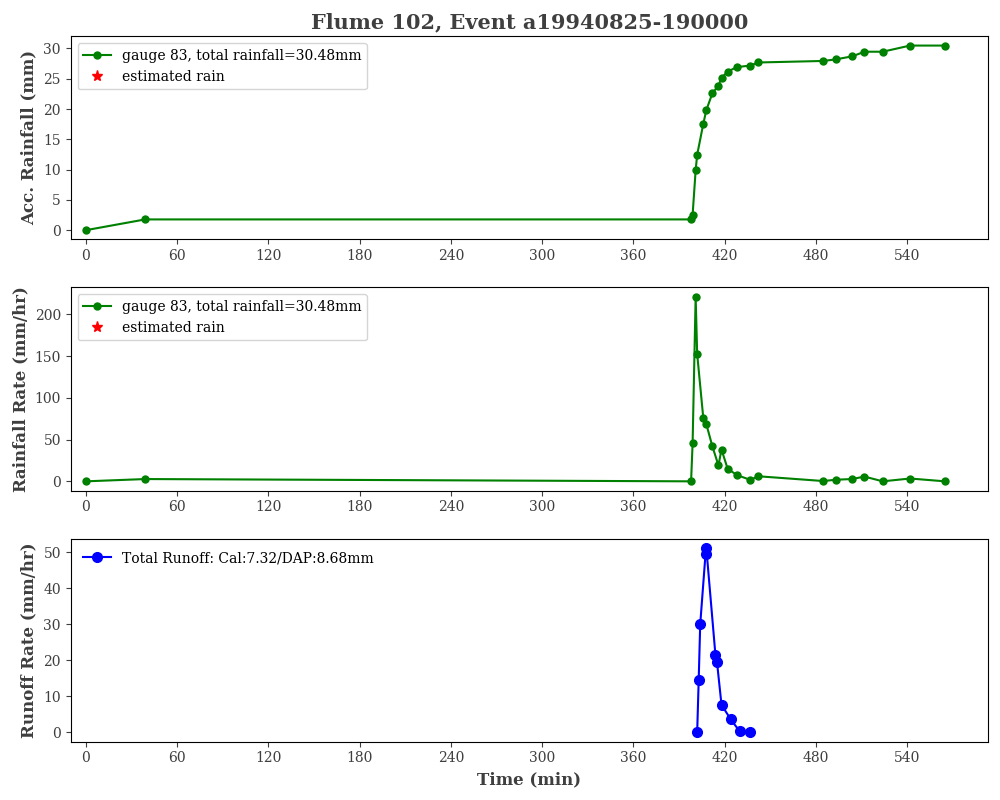 Flume 102, Event a19940825-190000
Acc. Rainfall (mm)
30
25
20
15
10
5
0
gauge 83, total rainfall=30.48mm
estimated rain
0 60 120 180 240 300 360 420 480 540
Rainfall Rate (mm/hr)
200
150
100
50
0
gauge 83, total rainfall=30.48mm
estimated rain
0 60 120 180 240 300 360 420 480 540
Runoff Rate (mm/hr)
50
40
30
20
10
0
Total Runoff: Cal:7.32/DAP:8.68mm
0 60 120 180 240 300 360 420 480 540
Time (min)